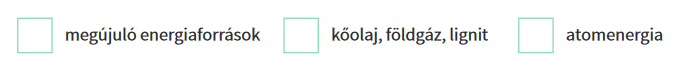 megújuló energiaforrások kőolaj, földgáz, lignit atomenergia